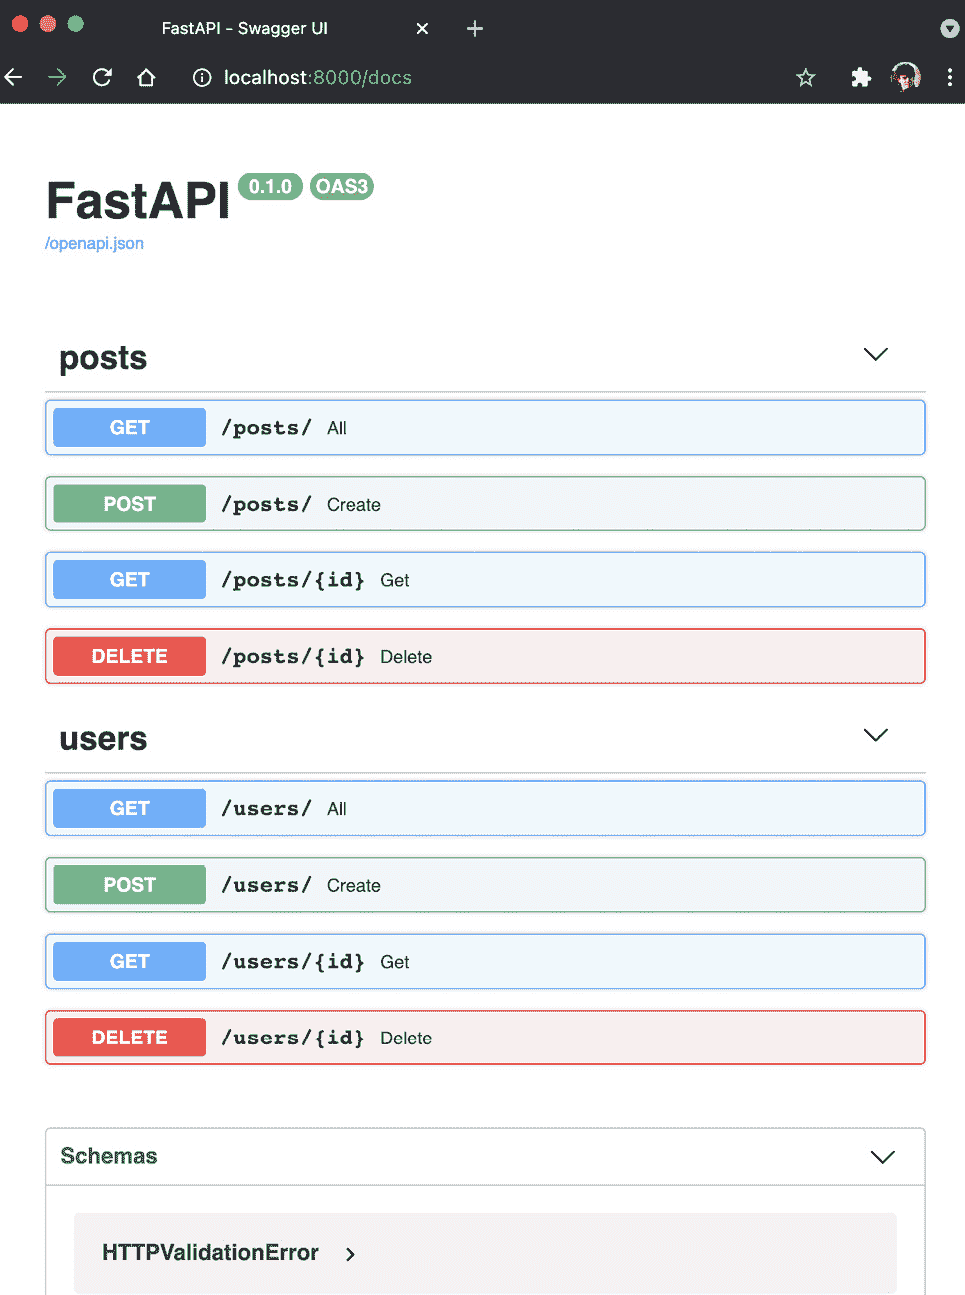 FastAPI - Swagger UI
localhost:8000/docs
FastAPI 0.1.0 OAS3
/openapi.json
posts
GET /posts/ All
POST /posts/ Create
GET /posts/{id} Get
DELETE /posts/{id} Delete
users
GET /users/ All
POST /users/ Create
GET /users/{id} Get
DELETE /users/{id} Delete
Schemas
HTTPValidationError